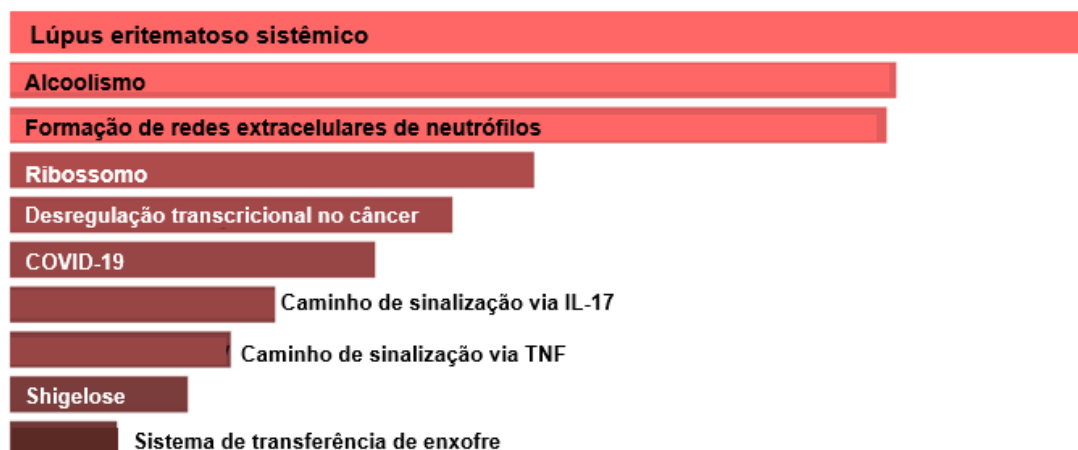 Lúpus eritematoso sistêmico
Alcoolismo
Formação de redes extracelulares de neutrófilos
Ribossomo
Desregulação transcricional no câncer
COVID-19
Caminho de sinalização via IL-17
Caminho de sinalização via TNF
Shigelose
Sistema de transferência de enxofre